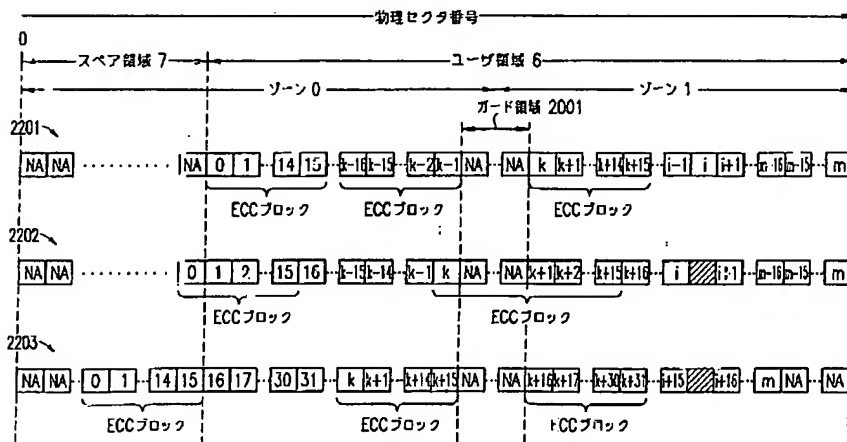 物理セクタ番号
0
スペア領域 7 ユーザ領域 6
ゾーン 0 ゾーン 1
ガード領域 2001
2201
NA NA ········· NA 0 1 ·· 14 15 ·· k-16 k-15 ·· k-2 k-1 NA ·· NA k k+1 ·· k+14 k+15 ·· i-1 i i+1 ·· m-16 m-15 ·· m
ECCブロック ECCブロック ECCブロック
2202
NA NA ········· 0 1 2 ·· 15 16 ·· k-15 k-14 ·· k-1 k NA ·· NA k+1 k+2 ·· k+15 k+16 ·· i i+1 ·· m-16 m-15 ·· m
ECCブロック ECCブロック
2203
NA NA ·· 0 1 ·· 14 15 16 17 ·· 30 31 ·· k k+1 ·· k+14 k+15 NA ·· NA k+16 k+17 ·· k+30 k+31 ·· i+15 i+16 ·· m NA ·· NA
ECCブロック ECCブロック ECCブロック